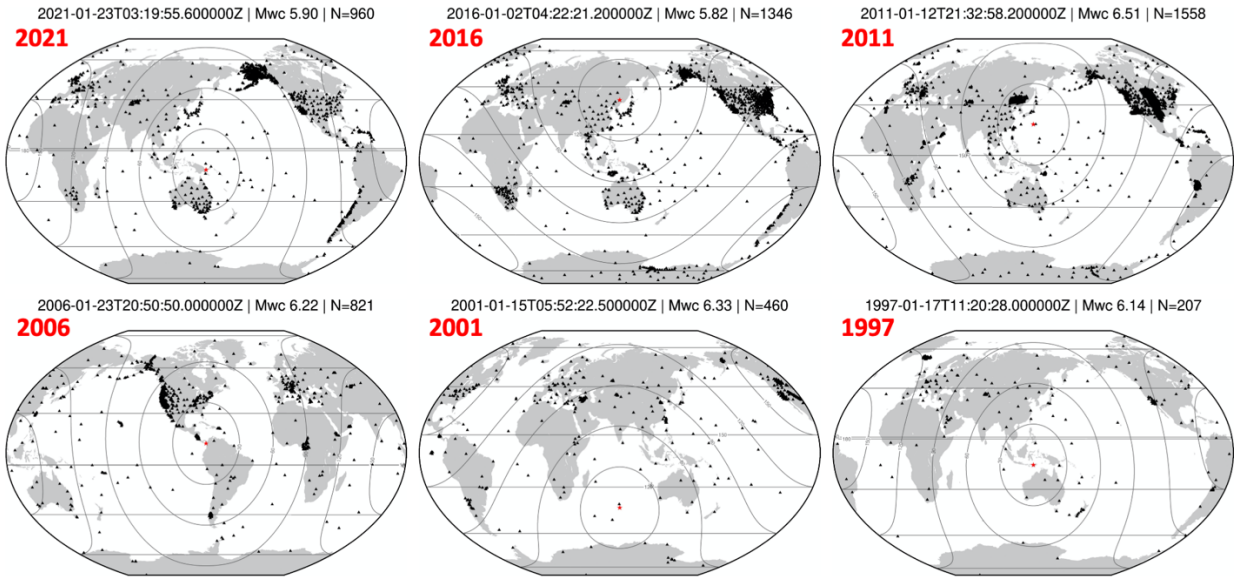 2021-01-23T03:19:55.600000Z | Mwc 5.90 | N=960
2021
2016-01-02T04:22:21.200000Z | Mwc 5.82 | N=1346
2016
2011-01-12T21:32:58.200000Z | Mwc 6.51 | N=1558
2011
2006-01-23T20:50:50.000000Z | Mwc 6.22 | N=821
2006
2001-01-15T05:52:22.500000Z | Mwc 6.33 | N=460
2001
1997-01-17T11:20:28.000000Z | Mwc 6.14 | N=207
1997